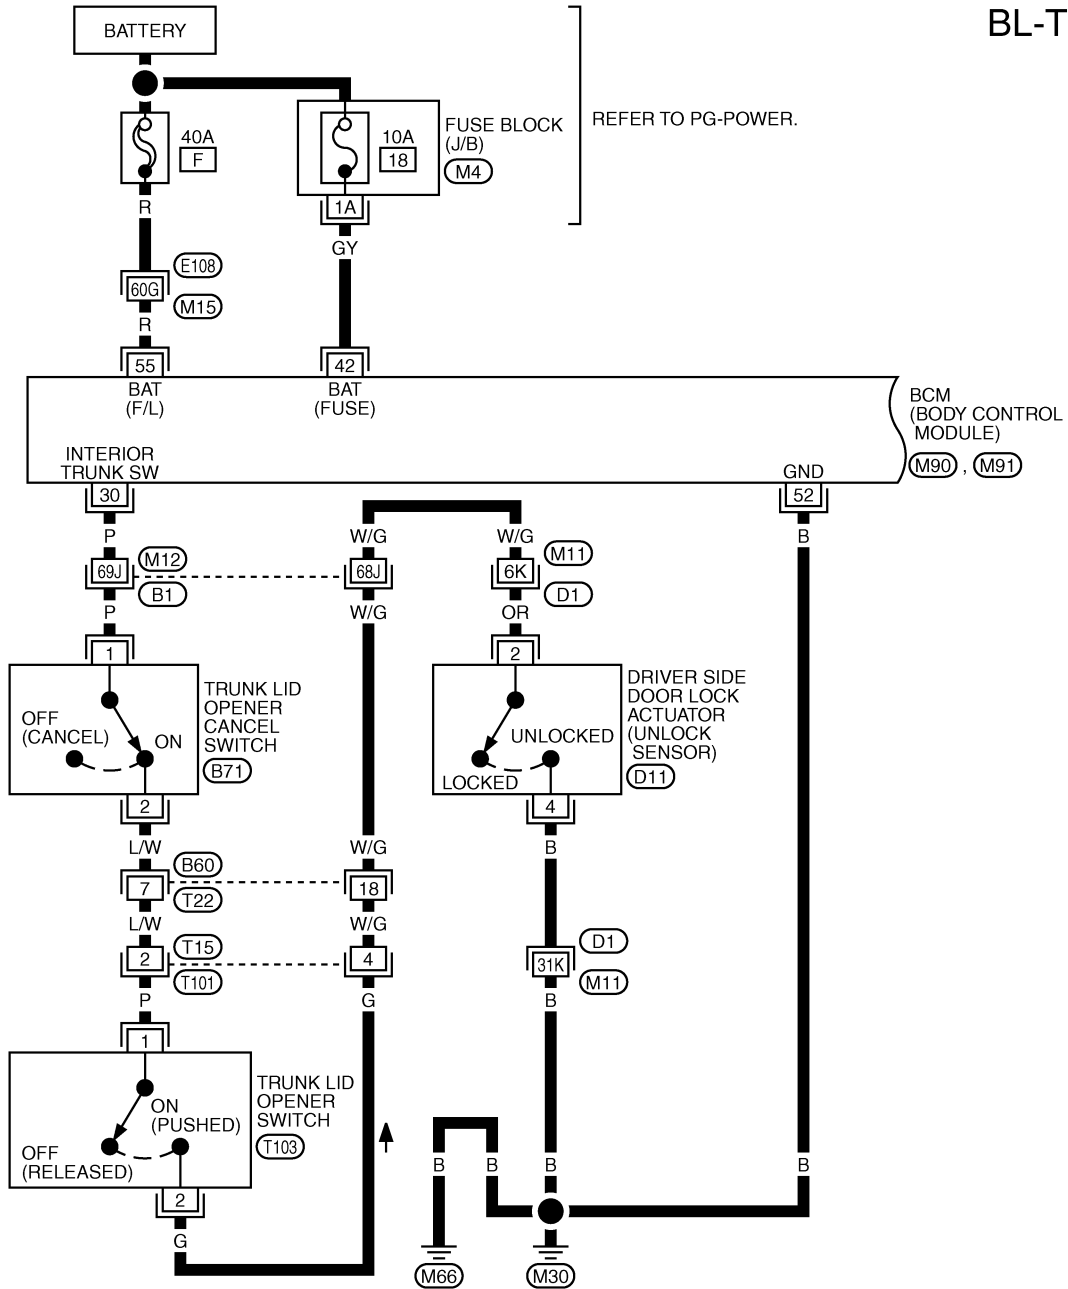 BL-T
BATTERY
REFER TO PG-POWER.
40A
F
10A
18
FUSE BLOCK
(J/B)
M4
1A
R
GY
E108
60G
M15
R
55
42
BAT
(F/L)
BAT
(FUSE)
BCM
(BODY CONTROL
MODULE)
M90 , M91
INTERIOR
TRUNK SW
GND
30
52
P
W/G
W/G
B
69J
M12
B1
68J
6K
M11
D1
P
W/G
OR
1
2
TRUNK LID
OPENER
CANCEL
SWITCH
B71
OFF
(CANCEL)
ON
DRIVER SIDE
DOOR LOCK
ACTUATOR
(UNLOCK
SENSOR)
D11
UNLOCKED
LOCKED
2
4
L/W
W/G
B
7
B60
T22
18
L/W
W/G
2
T15
T101
4
31K
D1
M11
P
G
B
1
TRUNK LID
OPENER
SWITCH
T103
ON
(PUSHED)
OFF
(RELEASED)
B
B
B
B
2
G
M66
M30